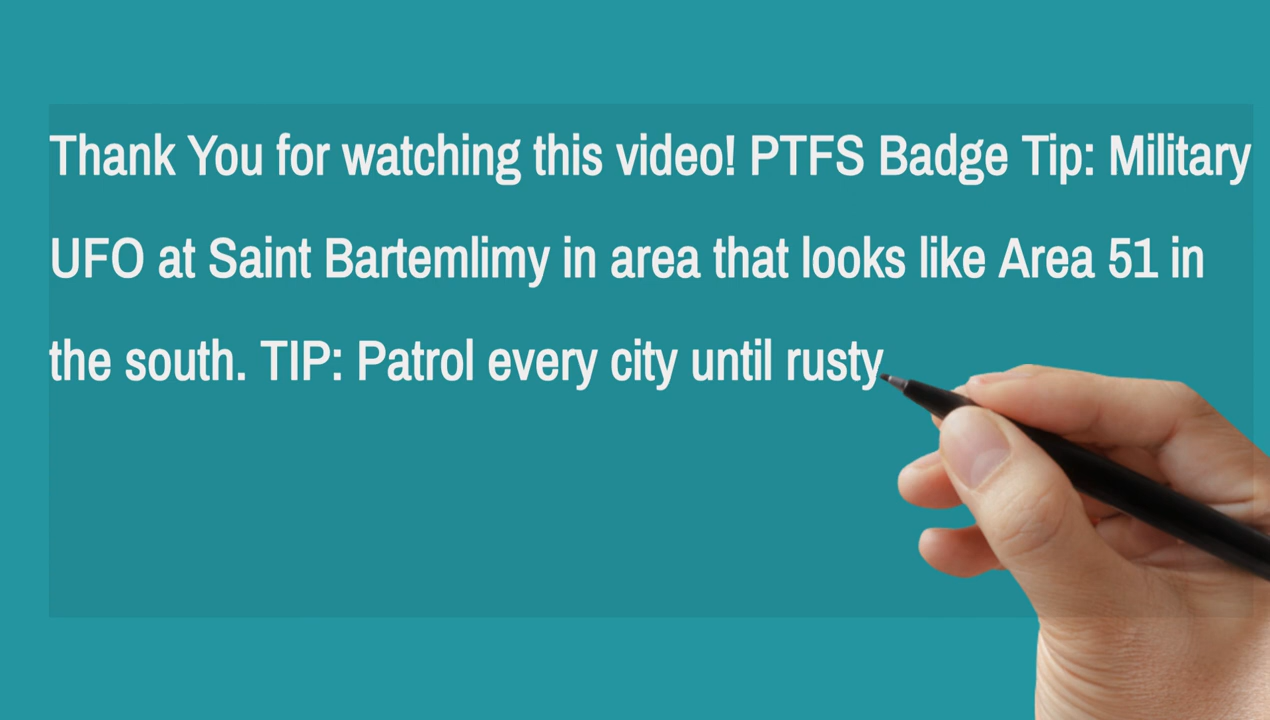 Thank You for watching this video! PTFS Badge Tip: Military
UFO at Saint Bartemlimy in area that looks like Area 51 in
the south. TIP: Patrol every city until rusty